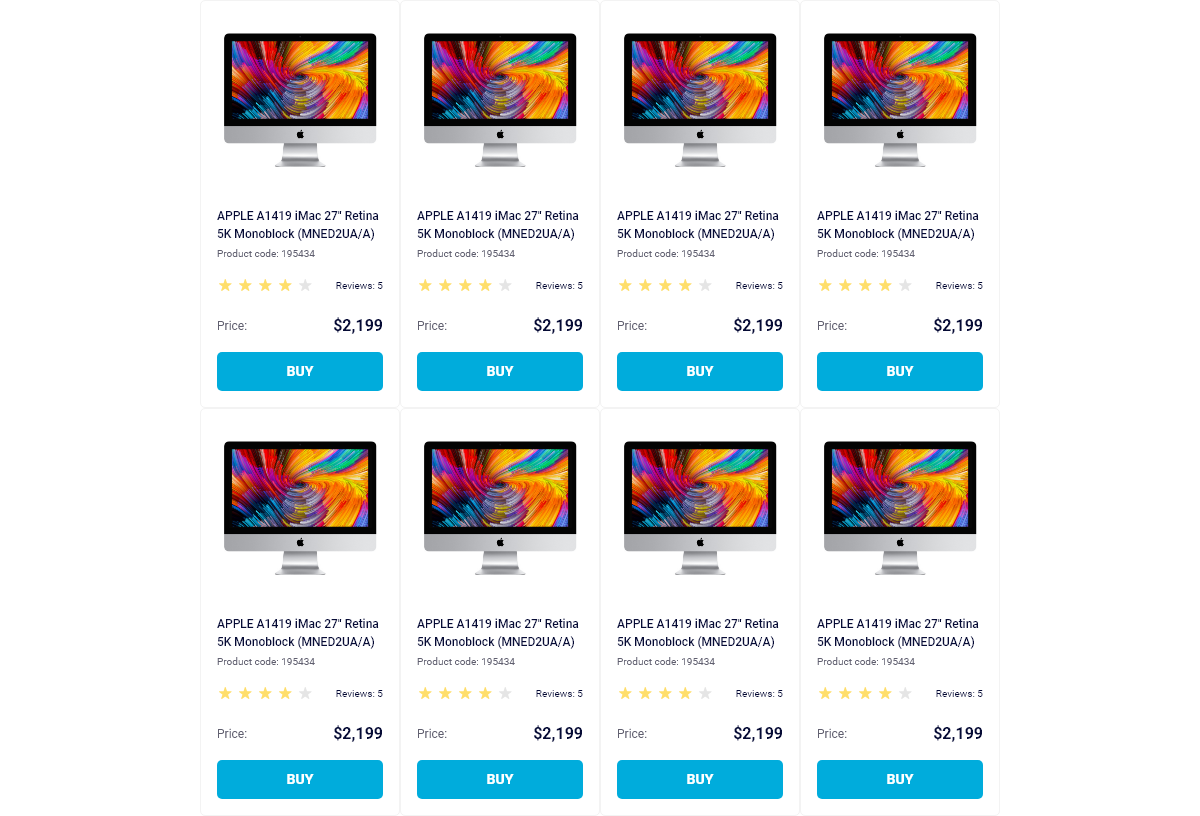 APPLE A1419 iMac 27" Retina
5K Monoblock (MNED2UA/A)
Product code: 195434
Reviews: 5
Price: $2,199
BUY
APPLE A1419 iMac 27" Retina
5K Monoblock (MNED2UA/A)
Product code: 195434
Reviews: 5
Price: $2,199
BUY
APPLE A1419 iMac 27" Retina
5K Monoblock (MNED2UA/A)
Product code: 195434
Reviews: 5
Price: $2,199
BUY
APPLE A1419 iMac 27" Retina
5K Monoblock (MNED2UA/A)
Product code: 195434
Reviews: 5
Price: $2,199
BUY
APPLE A1419 iMac 27" Retina
5K Monoblock (MNED2UA/A)
Product code: 195434
Reviews: 5
Price: $2,199
BUY
APPLE A1419 iMac 27" Retina
5K Monoblock (MNED2UA/A)
Product code: 195434
Reviews: 5
Price: $2,199
BUY
APPLE A1419 iMac 27" Retina
5K Monoblock (MNED2UA/A)
Product code: 195434
Reviews: 5
Price: $2,199
BUY
APPLE A1419 iMac 27" Retina
5K Monoblock (MNED2UA/A)
Product code: 195434
Reviews: 5
Price: $2,199
BUY